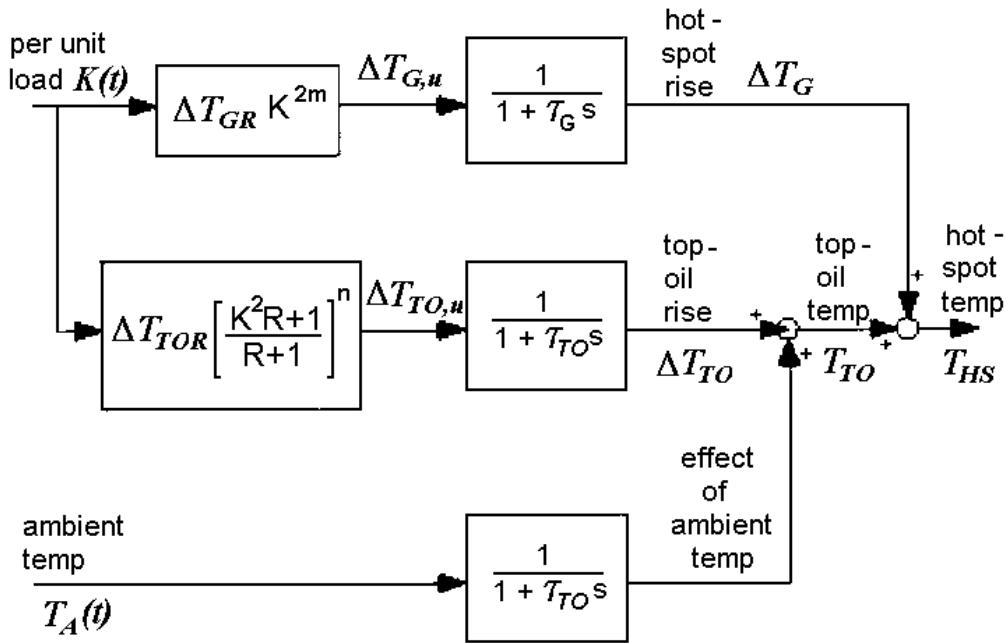 per unit
load K(t)
ΔT_GR K^2m
ΔT_G,u
1
1 + τ_G s
hot -
spot
rise
ΔT_G
ΔT_TOR [ K^2R+1
R+1 ]^n
ΔT_TO,u
1
1 + τ_TO s
top -
oil
rise
ΔT_TO
+
+
top -
oil
temp
T_TO
+
+
hot -
spot
temp
T_HS
ambient
temp
T_A(t)
1
1 + τ_TO s
effect
of
ambient
temp